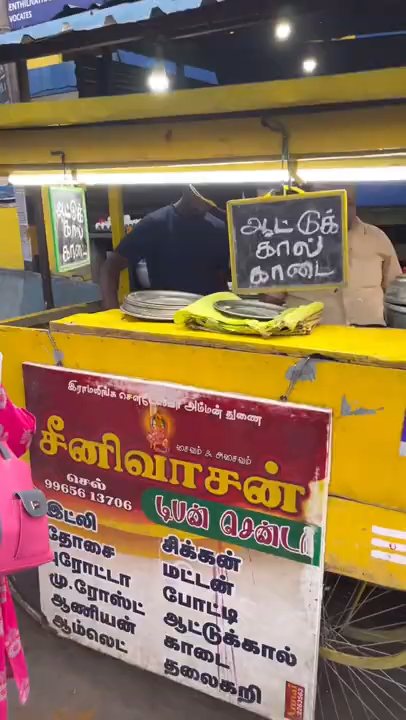 ENTHILNATH
VOCATES
ஆட்டுக்
கால்
காடை
ஆட்டுக்
கால்
காடை
இராமலிங்க சௌடேஸ்வரி அம்மன் துணை
சீனிவாசன்
சைவம் & அசைவம்
செல்
99656 13706
டிபன் சென்டர்
இட்லி
தோசை
புரோட்டா
மு.ரோஸ்ட்
ஆனியன்
ஆம்லெட்
சிக்கன்
மட்டன்
போட்டி
ஆட்டுக்கால்
காடை
தலைகறி